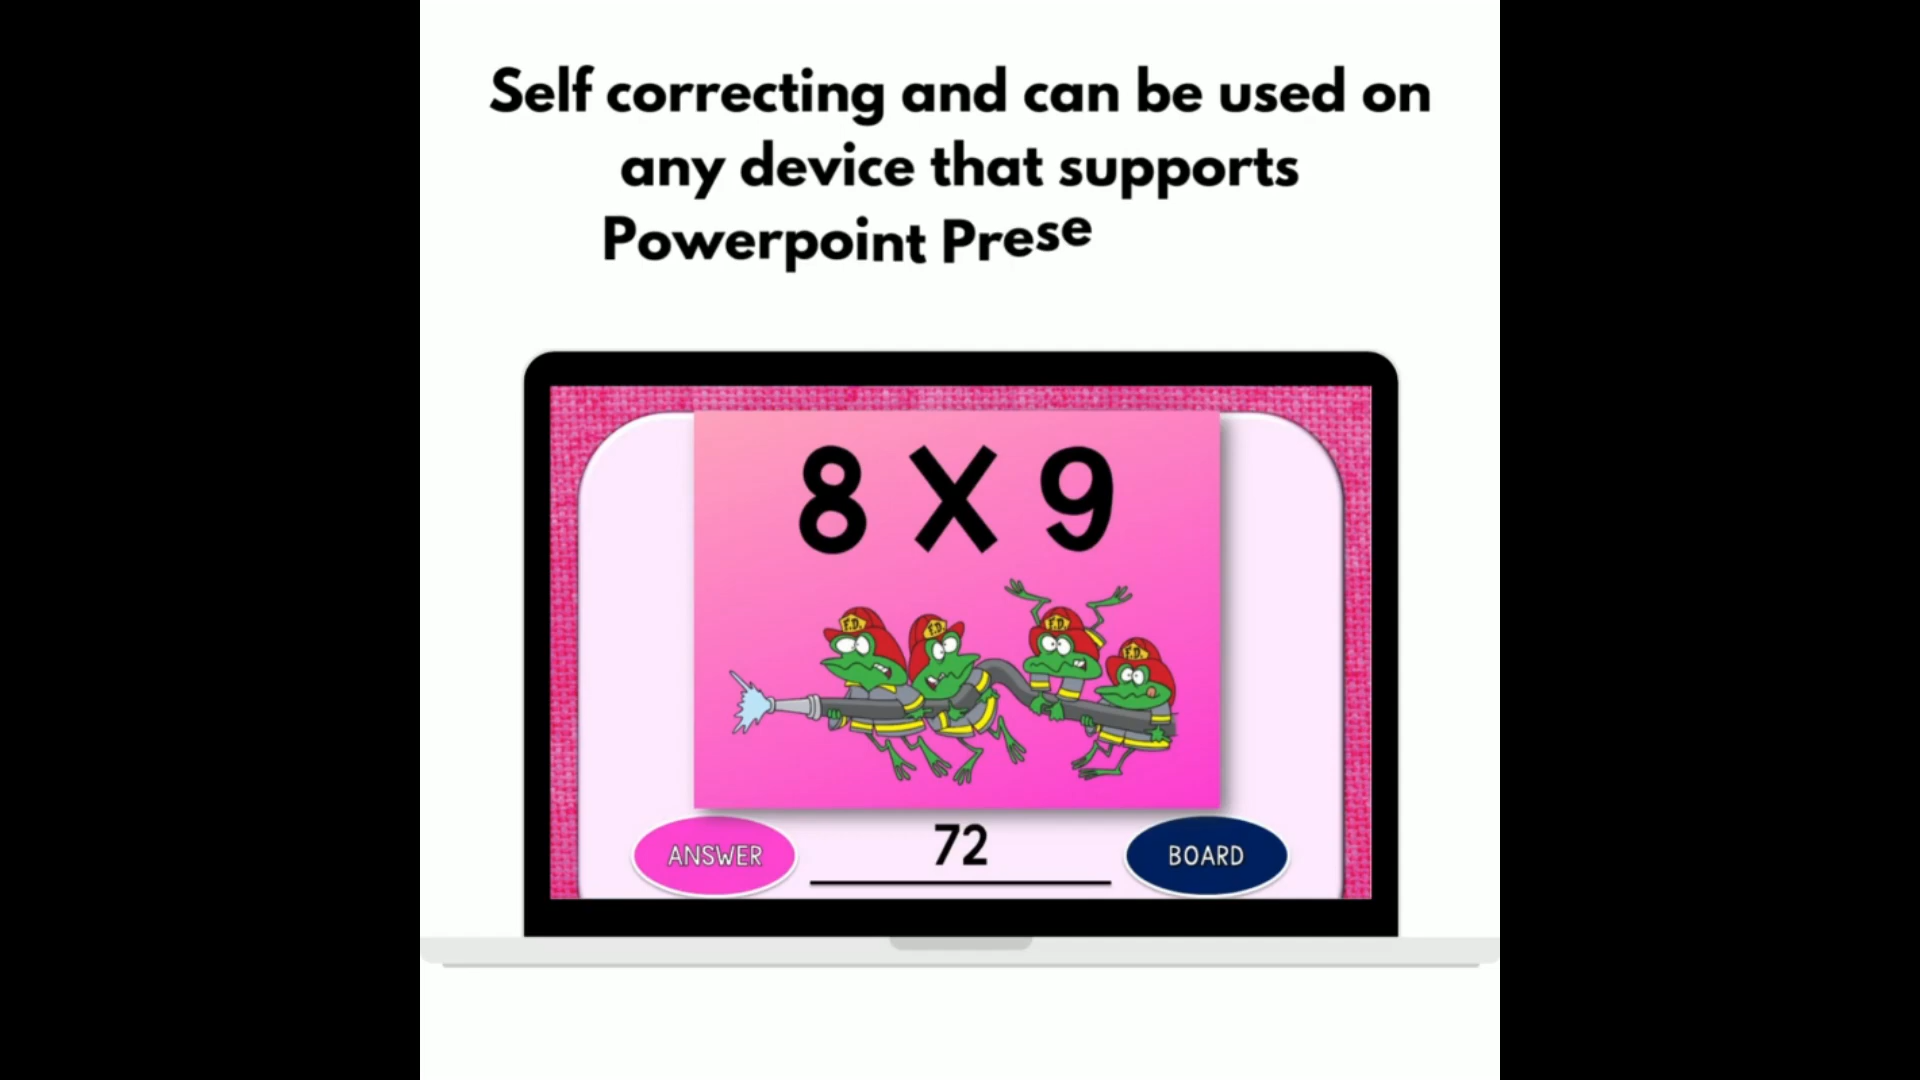 Self correcting and can be used on
any device that supports
Powerpoint Prese
8 X 9
F.D. F.D. F.D. F.D.
72
ANSWER
BOARD